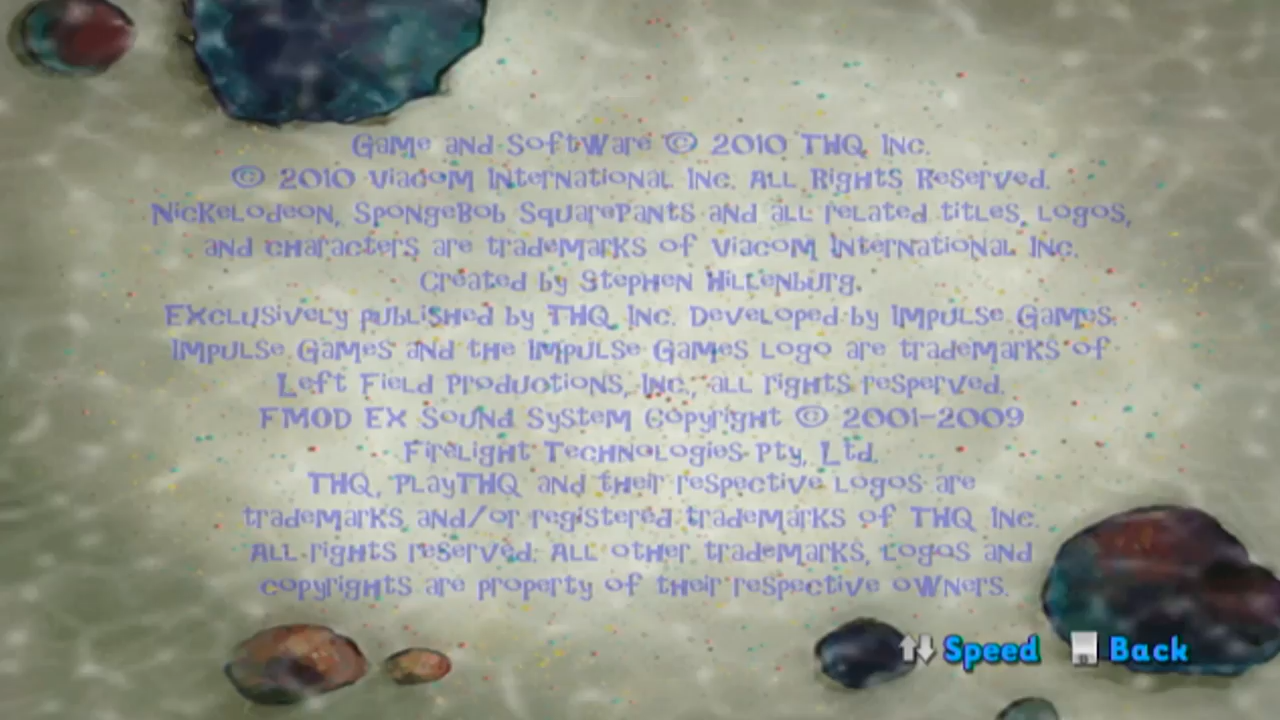 Game and Software © 2010 THQ Inc.
© 2010 Viacom International Inc. All Rights Reserved.
Nickelodeon, SpongeBob SquarePants and all related titles, logos,
and characters are trademarks of Viacom International Inc.
Created by Stephen Hillenburg.
Exclusively published by THQ Inc. Developed by Impulse Games.
Impulse Games and the Impulse Games logo are trademarks of
Left Field Productions, Inc., all rights resperved.
FMOD EX Sound System Copyright © 2001-2009
Firelight Technologies Pty, Ltd.
THQ, PlayTHQ and their respective logos are
trademarks and/or registered trademarks of THQ Inc.
All rights reserved. All other trademarks, logos and
copyrights are property of their respective owners.
Speed Back